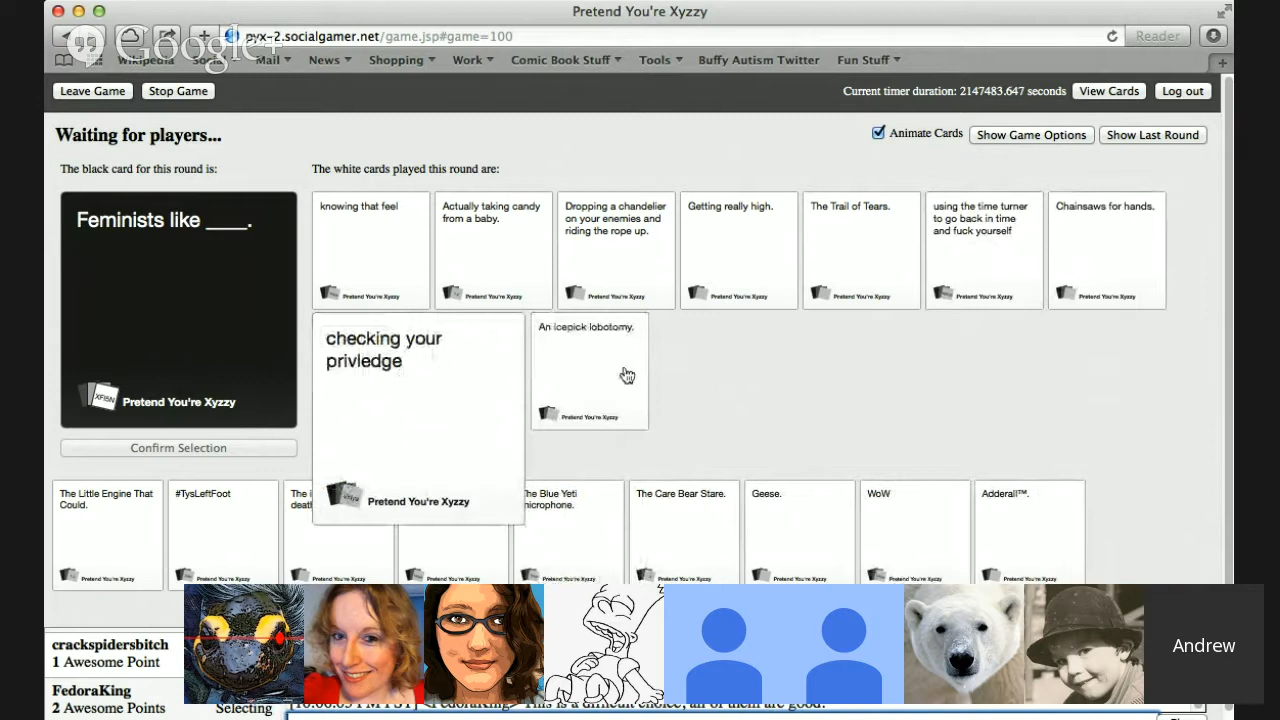 Pretend You're Xyzzy
Google+
pyx-2.socialgamer.net/game.jsp#game=100
Reader
Wikipedia
Mail
News
Shopping
Work
Comic Book Stuff
Tools
Buffy Autism Twitter
Fun Stuff
Leave Game
Stop Game
Current timer duration: 2147483.647 seconds
View Cards
Log out
Waiting for players...
Animate Cards
Show Game Options
Show Last Round
The black card for this round is:
The white cards played this round are:
Feminists like ____.
Pretend You're Xyzzy
Confirm Selection
knowing that feel
Pretend You're Xyzzy
Actually taking candy
from a baby.
Pretend You're Xyzzy
Dropping a chandelier
on your enemies and
riding the rope up.
Pretend You're Xyzzy
Getting really high.
Pretend You're Xyzzy
The Trail of Tears.
Pretend You're Xyzzy
using the time turner
to go back in time
and fuck yourself
Pretend You're Xyzzy
Chainsaws for hands.
Pretend You're Xyzzy
checking your
privledge
Pretend You're Xyzzy
An icepick lobotomy.
Pretend You're Xyzzy
The Little Engine That
Could.
Pretend You're Xyzzy
#TysLeftFoot
Pretend You're Xyzzy
Pretend You're Xyzzy
Pretend You're Xyzzy
The Blue Yeti
microphone.
Pretend You're Xyzzy
The Care Bear Stare.
Pretend You're Xyzzy
Geese.
Pretend You're Xyzzy
WoW
Pretend You're Xyzzy
Adderall™.
Pretend You're Xyzzy
crackspidersbitch
1 Awesome Point
FedoraKing
2 Awesome Points
Selecting
Andrew